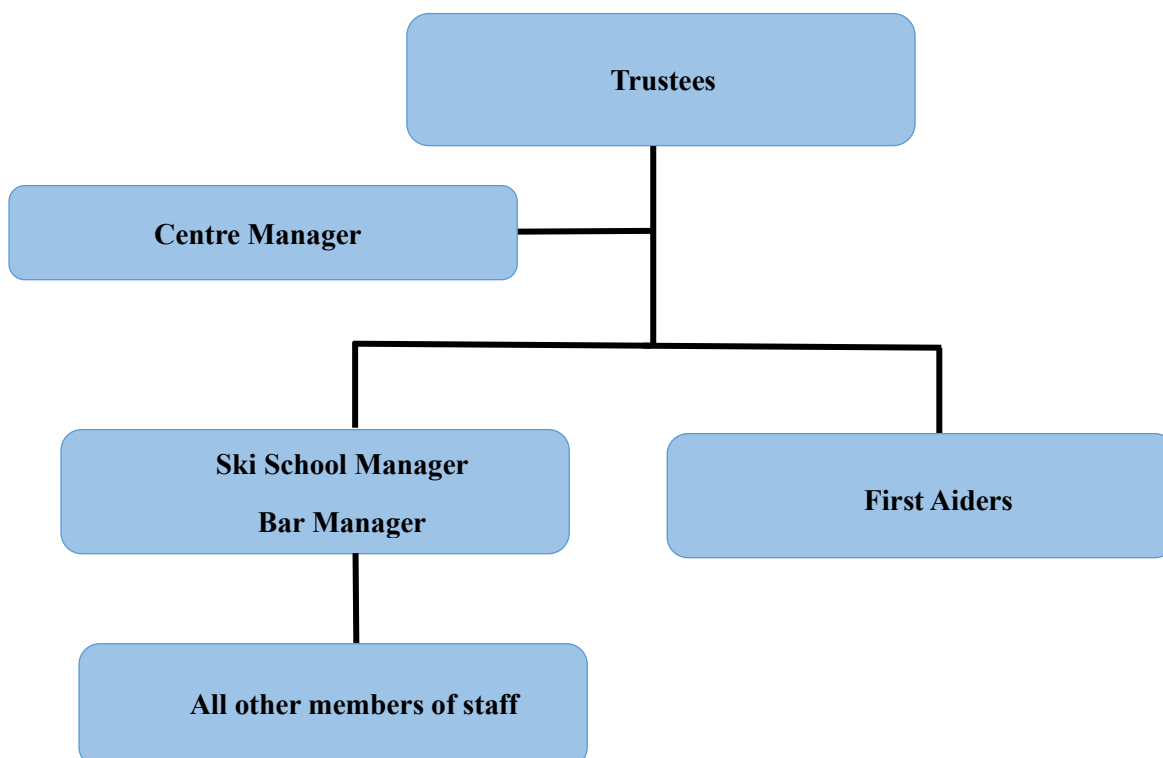 Trustees
Centre Manager
Ski School Manager
Bar Manager
First Aiders
All other members of staff